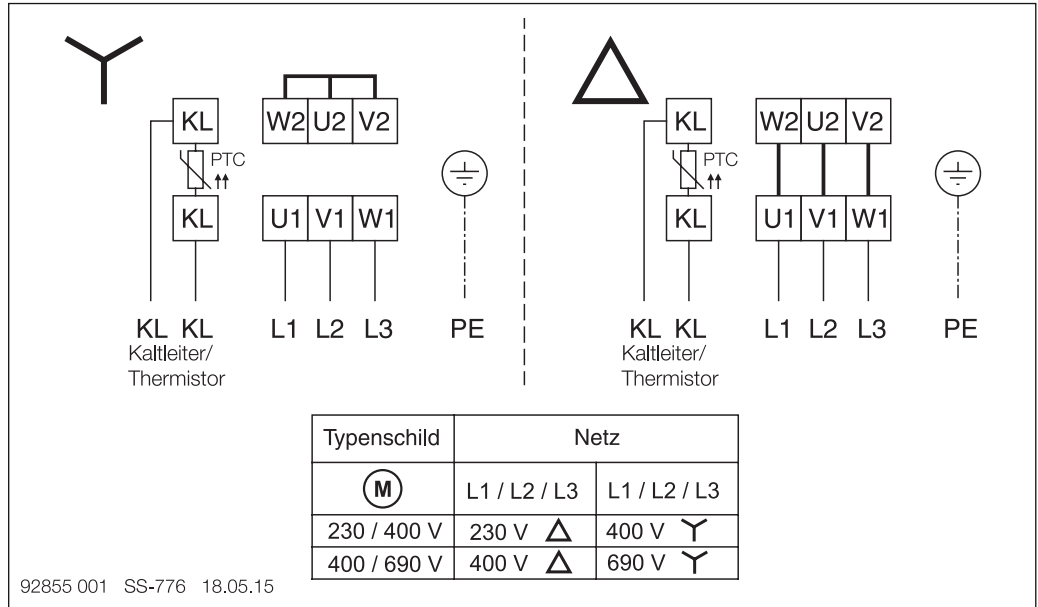 KL W2 U2 V2
PTC
KL U1 V1 W1
KL KL L1 L2 L3 PE
Kaltleiter/
Thermistor
KL W2 U2 V2
PTC
KL U1 V1 W1
KL KL L1 L2 L3 PE
Kaltleiter/
Thermistor
Typenschild Netz
M L1 / L2 / L3 L1 / L2 / L3
230 / 400 V 230 V 400 V
400 / 690 V 400 V 690 V
92855 001 SS-776 18.05.15